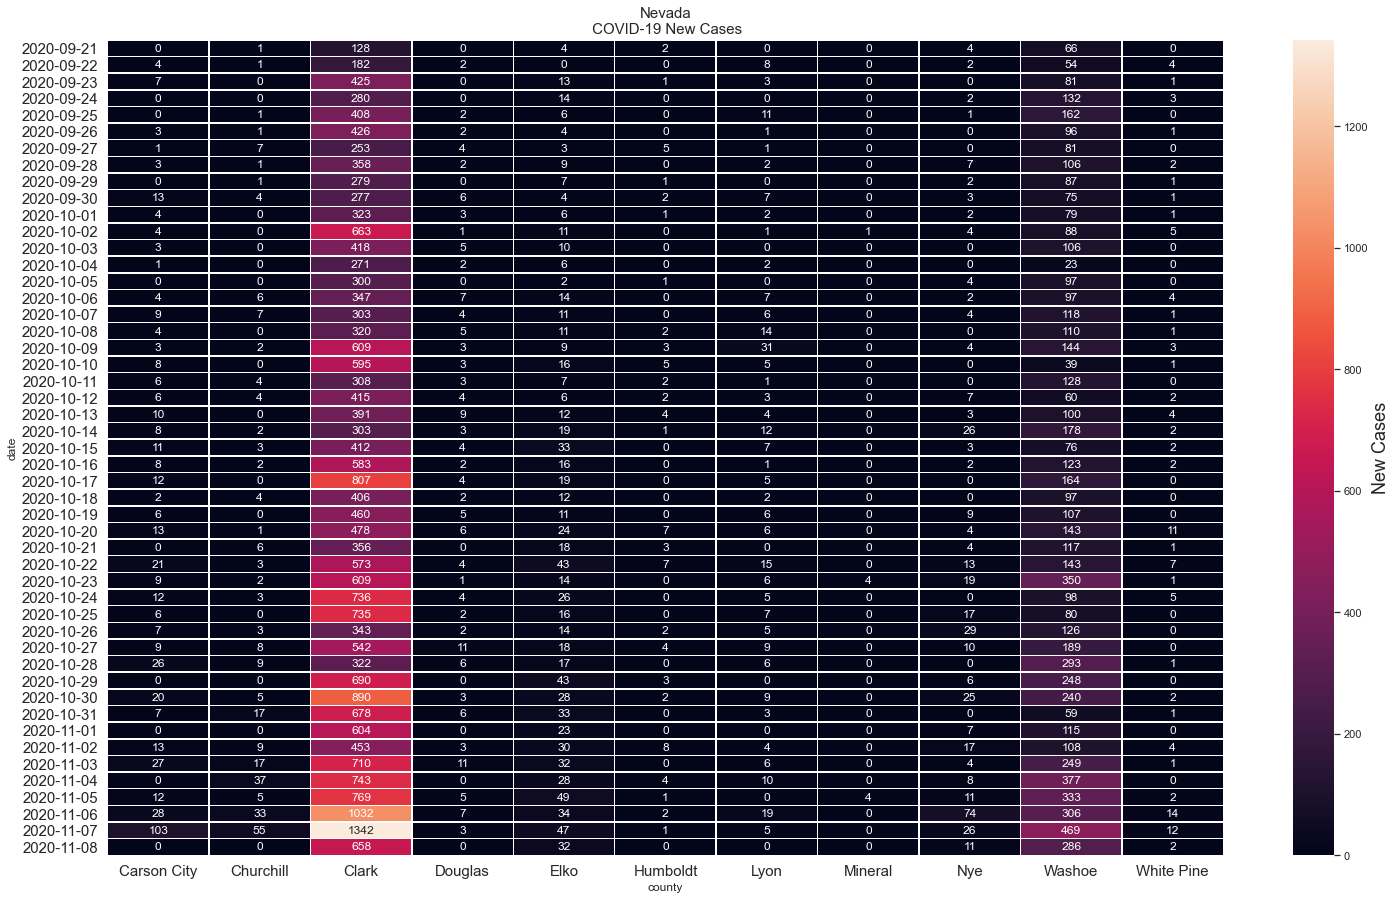 Nevada
COVID-19 New Cases
2020-09-21 0 1 128 0 4 2 0 0 4 66 0
2020-09-22 4 1 182 2 0 0 8 0 2 54 4
2020-09-23 7 0 425 0 13 1 3 0 0 81 1
2020-09-24 0 0 280 0 14 0 0 0 2 132 3
2020-09-25 0 1 408 2 6 0 11 0 1 162 0
2020-09-26 3 1 426 2 4 0 1 0 0 96 1
2020-09-27 1 7 253 4 3 5 1 0 0 81 0
2020-09-28 3 1 358 2 9 0 2 0 7 106 2
2020-09-29 0 1 279 0 7 1 0 0 2 87 1
2020-09-30 13 4 277 6 4 2 7 0 3 75 1
2020-10-01 4 0 323 3 6 1 2 0 2 79 1
2020-10-02 4 0 663 1 11 0 1 1 4 88 5
2020-10-03 3 0 418 5 10 0 0 0 0 106 0
2020-10-04 1 0 271 2 6 0 2 0 0 23 0
2020-10-05 0 0 300 0 2 1 0 0 4 97 0
2020-10-06 4 6 347 7 14 0 7 0 2 97 4
2020-10-07 9 7 303 4 11 0 6 0 4 118 1
2020-10-08 4 0 320 5 11 2 14 0 0 110 1
2020-10-09 3 2 609 3 9 3 31 0 4 144 3
2020-10-10 8 0 595 3 16 5 5 0 0 39 1
2020-10-11 6 4 308 3 7 2 1 0 0 128 0
2020-10-12 6 4 415 4 6 2 3 0 7 60 2
2020-10-13 10 0 391 9 12 4 4 0 3 100 4
2020-10-14 8 2 303 3 19 1 12 0 26 178 2
2020-10-15 11 3 412 4 33 0 7 0 3 76 2
2020-10-16 8 2 583 2 16 0 1 0 2 123 2
2020-10-17 12 0 807 4 19 0 5 0 0 164 0
2020-10-18 2 4 406 2 12 0 2 0 0 97 0
2020-10-19 6 0 460 5 11 0 6 0 9 107 0
2020-10-20 13 1 478 6 24 7 6 0 4 143 11
2020-10-21 0 6 356 0 18 3 0 0 4 117 1
2020-10-22 21 3 573 4 43 7 15 0 13 143 7
2020-10-23 9 2 609 1 14 0 6 4 19 350 1
2020-10-24 12 3 736 4 26 0 5 0 0 98 5
2020-10-25 6 0 735 2 16 0 7 0 17 80 0
2020-10-26 7 3 343 2 14 2 5 0 29 126 0
2020-10-27 9 8 542 11 18 4 9 0 10 189 0
2020-10-28 26 9 322 6 17 0 6 0 0 293 1
2020-10-29 0 0 690 0 43 3 0 0 6 248 0
2020-10-30 20 5 890 3 28 2 9 0 25 240 2
2020-10-31 7 17 678 6 33 0 3 0 0 59 1
2020-11-01 0 0 604 0 23 0 0 0 7 115 0
2020-11-02 13 9 453 3 30 8 4 0 17 108 4
2020-11-03 27 17 710 11 32 0 6 0 4 249 1
2020-11-04 0 37 743 0 28 4 10 0 8 377 0
2020-11-05 12 5 769 5 49 1 0 4 11 333 2
2020-11-06 28 33 1032 7 34 2 19 0 74 306 14
2020-11-07 103 55 1342 3 47 1 5 0 26 469 12
2020-11-08 0 0 658 0 32 0 0 0 11 286 2
date
Carson City Churchill Clark Douglas Elko Humboldt Lyon Mineral Nye Washoe White Pine
county
1200
1000
800
600
400
200
0
New Cases